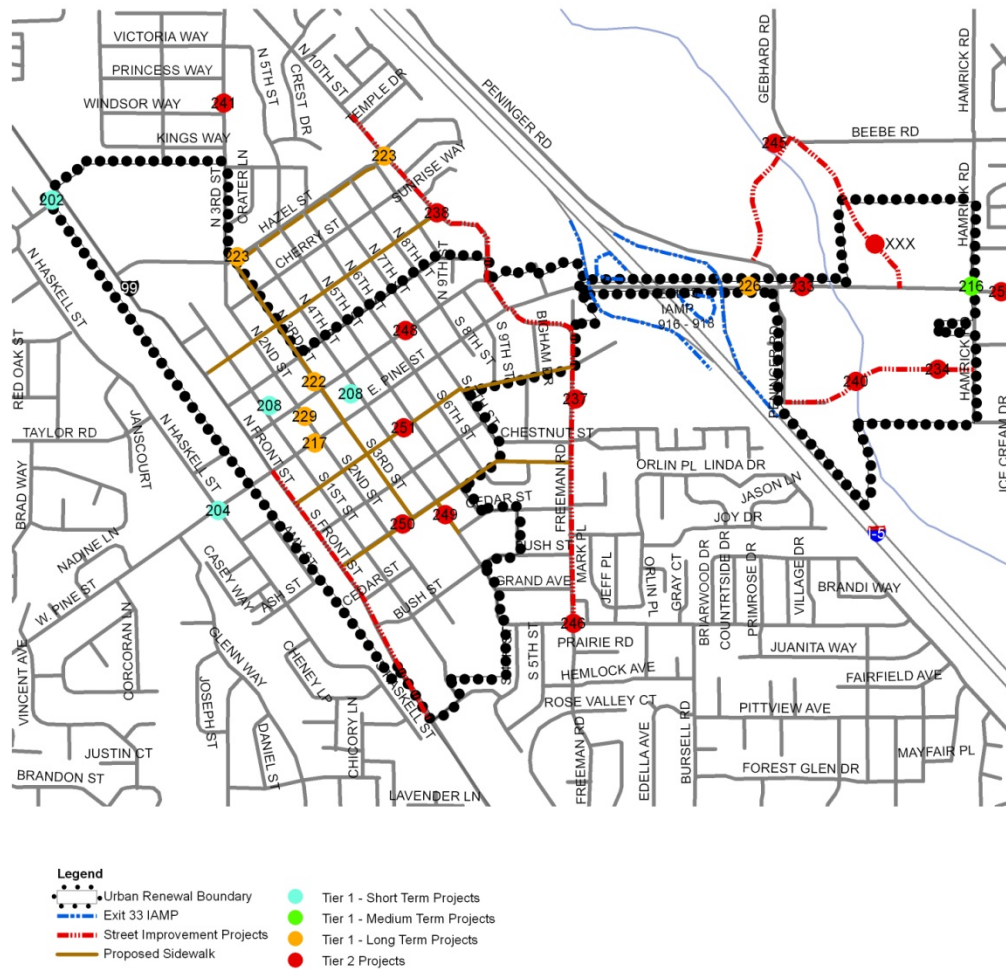 VICTORIA WAY
PRINCESS WAY
WINDSOR WAY
241
KINGS WAY
N 5TH ST
CREST DR
N 10TH ST
TEMPLE DR
PENINGER RD
GEBHARD RD
HAMRICK RD
BEEBE RD
245
223
SUNRISE WAY
202
N 3RD ST
CRATER LN
HAZEL ST
238
CHERRY ST
N 8TH ST
N 7TH ST
N 6TH ST
N 5TH ST
N 4TH ST
N 9TH ST
XXX
HAMRICK RD
223
N HASKELL ST
99
226
233
216
IAMP
916 - 918
N 3RD ST
N 2ND ST
248
S 8TH ST
S 9TH ST
BIGHAM DR
E. PINE ST
RED OAK ST
222
208
208
229
217
S 6TH ST
237
PENINGER RD
240
234
HAMRICK RD
TAYLOR RD
JANSCOURT
N HASKELL ST
N FRONT ST
251
S 3RD ST
CHESTNUT ST
FREEMAN RD
ORLIN PL
LINDA DR
JASON LN
ICE CREAM DR
BRAD WAY
S 2ND ST
S 1ST ST
S FRONT ST
204
250
249
CEDAR ST
JOY DR
I-5
NADINE LN
AMY ST
BUSH ST
MARK PL
JEFF PL
ORLIN PL
GRAY CT
BRIARWOOD DR
COUNTRTSIDE DR
PRIMROSE DR
VILLAGE DR
BRANDI WAY
W. PINE ST
CASEY WAY
ASH ST
CEDAR ST
BUSH ST
GRAND AVE
246
PRAIRIE RD
JUANITA WAY
VINCENT AVE
CORCORAN LN
GLENN WAY
CHENEY LP
S 5TH ST
HEMLOCK AVE
FAIRFIELD AVE
JOSEPH ST
S HASKELL ST
ROSE VALLEY CT
PITTVIEW AVE
JUSTIN CT
DANIEL ST
CHICORY LN
FREEMAN RD
EDELLA AVE
BURSELL RD
MAYFAIR PL
BRANDON ST
LAVENDER LN
FOREST GLEN DR
Legend
Urban Renewal Boundary
Exit 33 IAMP
Street Improvement Projects
Proposed Sidewalk
Tier 1 - Short Term Projects
Tier 1 - Medium Term Projects
Tier 1 - Long Term Projects
Tier 2 Projects